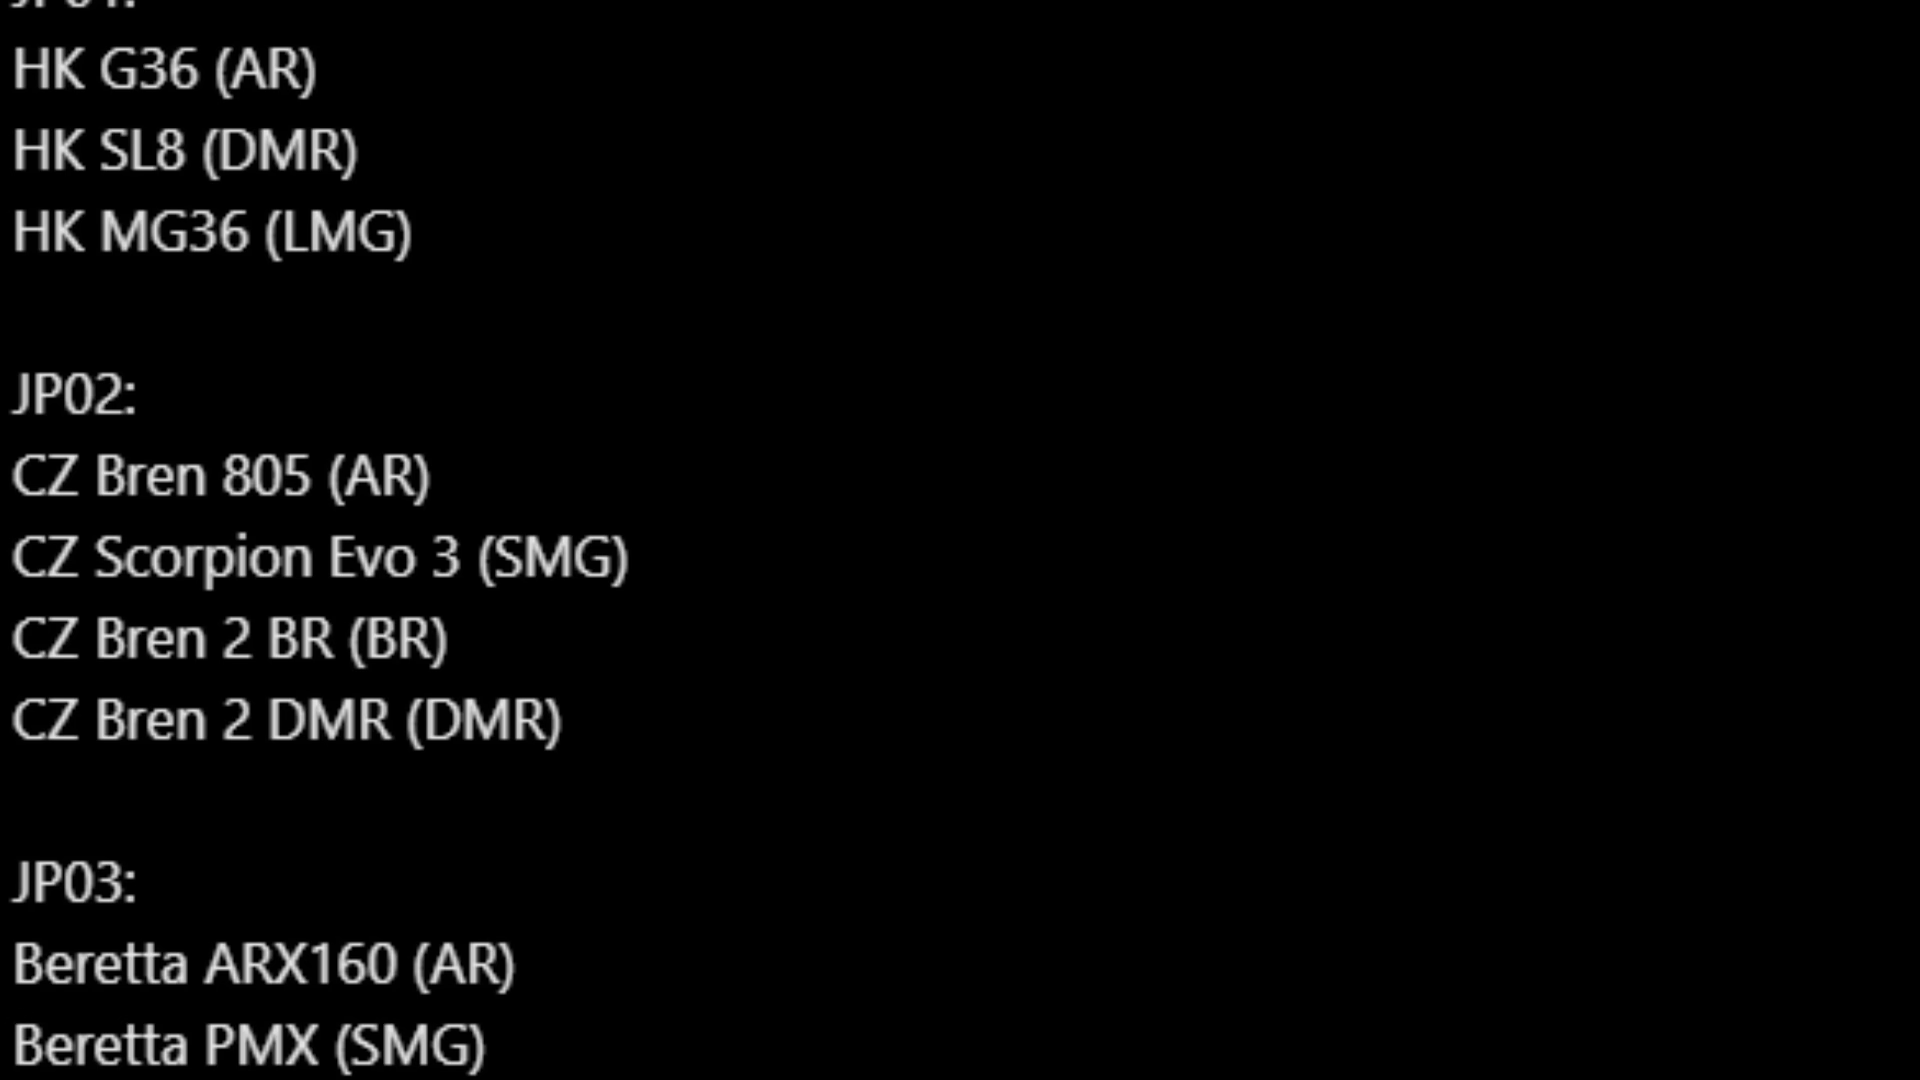 JP01:
HK G36 (AR)
HK SL8 (DMR)
HK MG36 (LMG)
JP02:
CZ Bren 805 (AR)
CZ Scorpion Evo 3 (SMG)
CZ Bren 2 BR (BR)
CZ Bren 2 DMR (DMR)
JP03:
Beretta ARX160 (AR)
Beretta PMX (SMG)